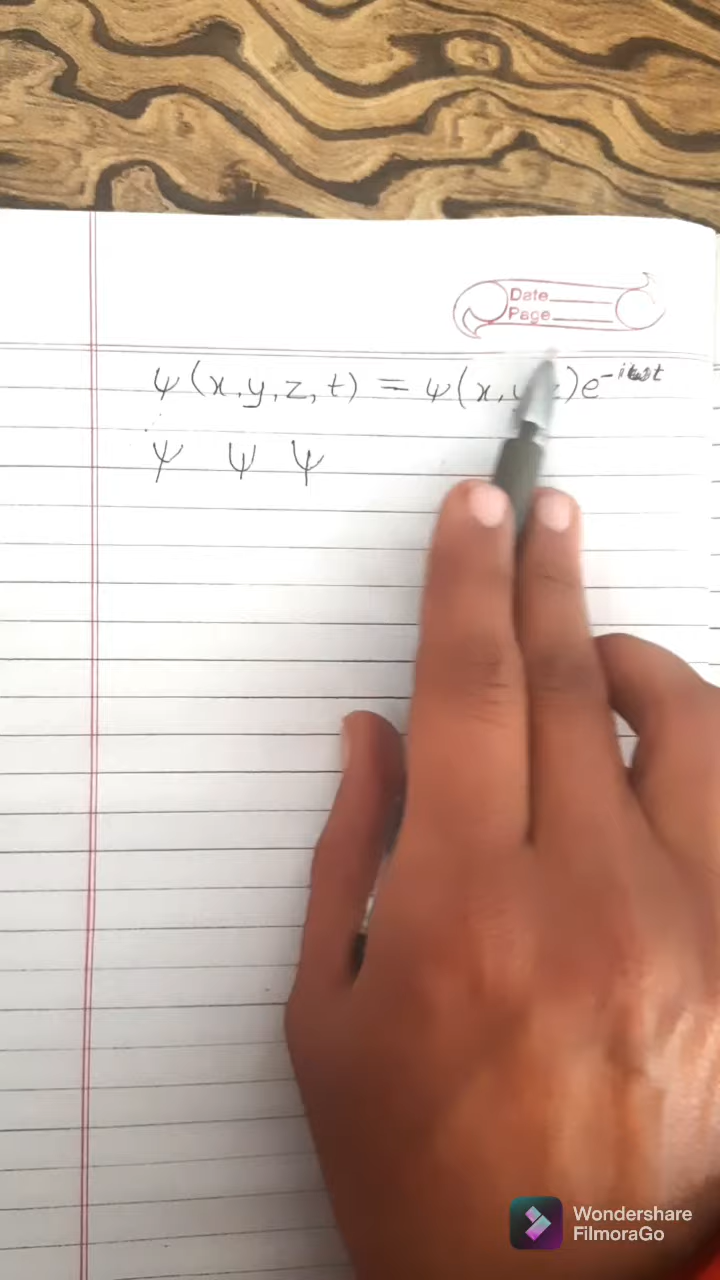 Date
Page
ψ(x,y,z,t) = ψ(x,y,z)e^-iωt
ψ ψ ψ
Wondershare
FilmoraGo